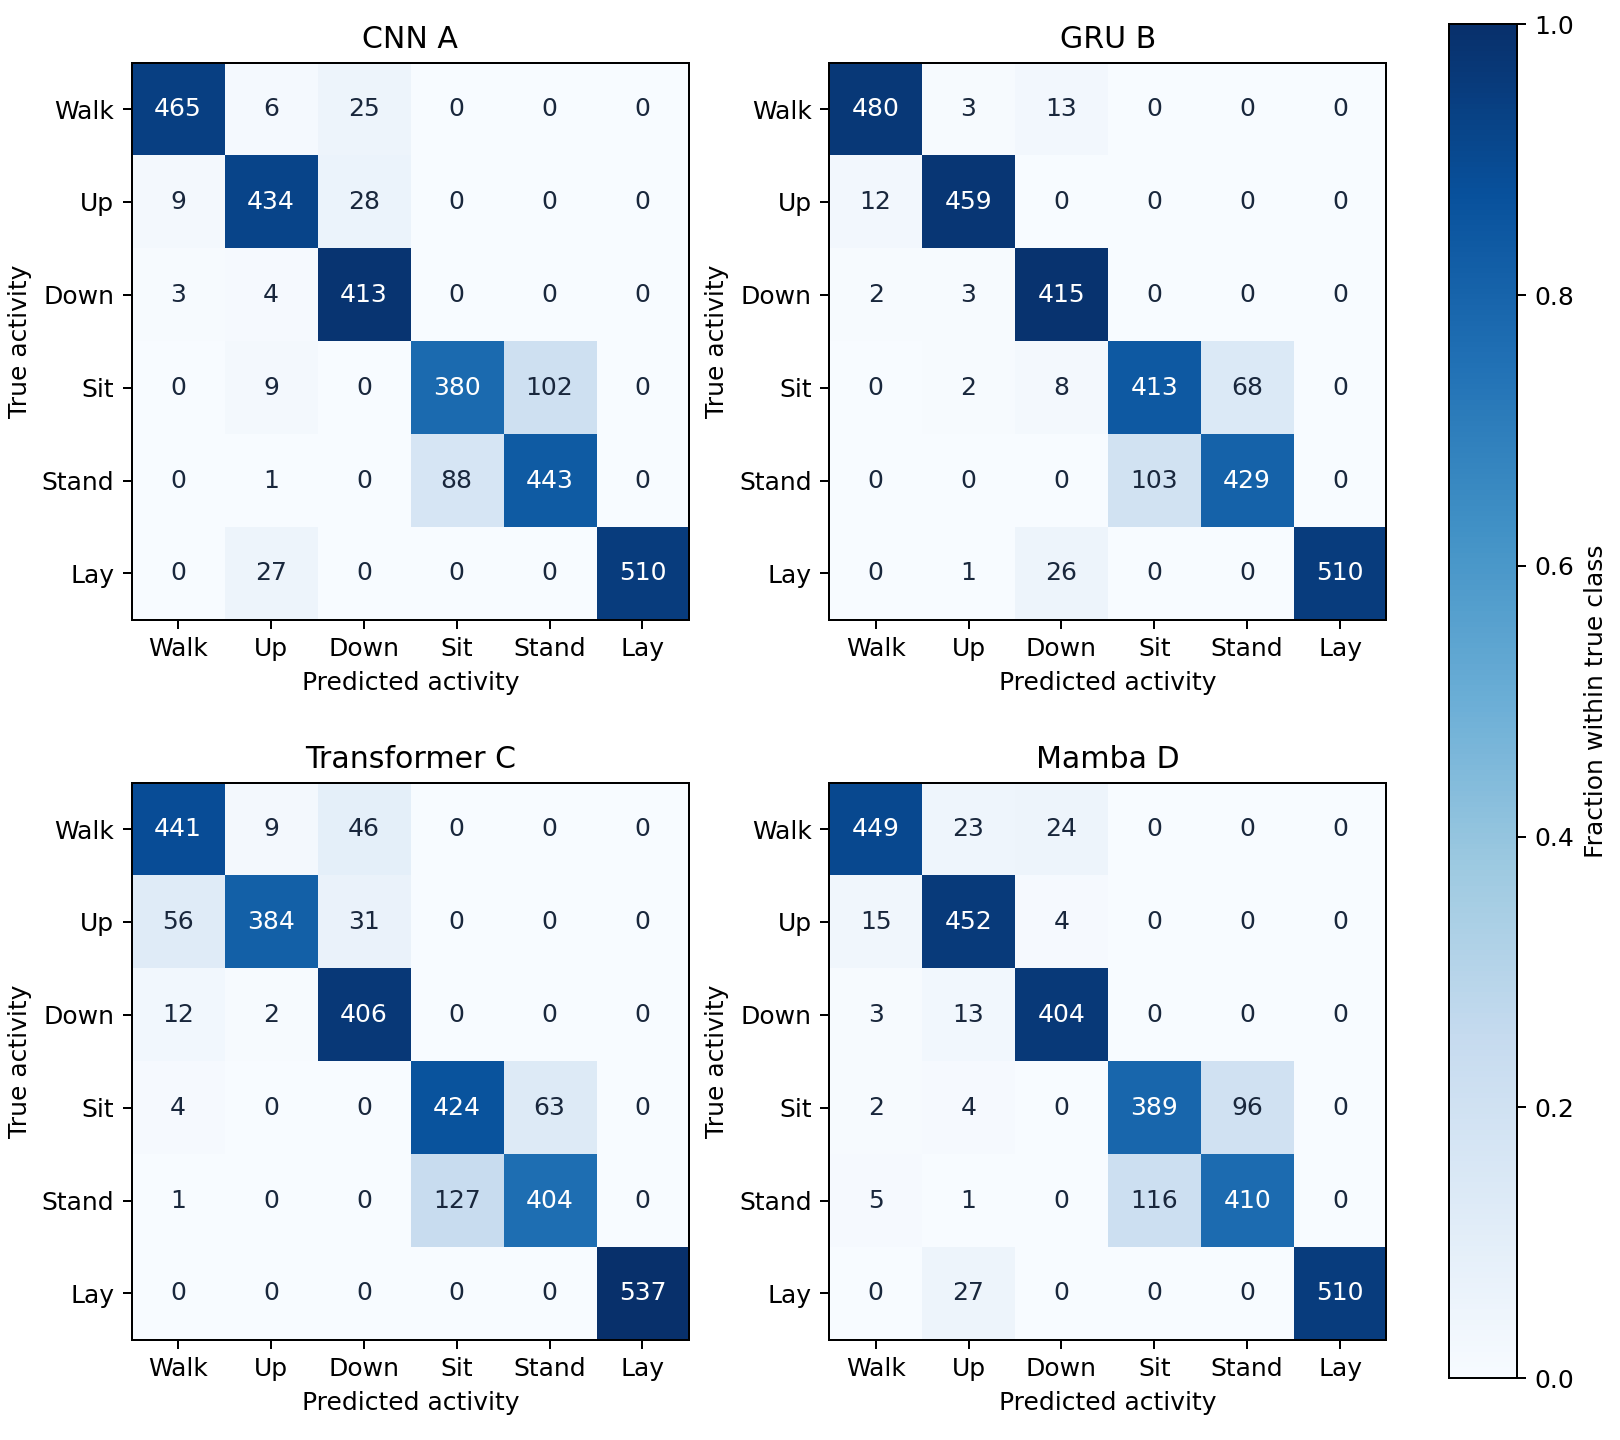 CNN A
Walk 465 6 25 0 0 0
Up 9 434 28 0 0 0
Down 3 4 413 0 0 0
Sit 0 9 0 380 102 0
Stand 0 1 0 88 443 0
Lay 0 27 0 0 0 510
Walk Up Down Sit Stand Lay
Predicted activity
True activity
GRU B
Walk 480 3 13 0 0 0
Up 12 459 0 0 0 0
Down 2 3 415 0 0 0
Sit 0 2 8 413 68 0
Stand 0 0 0 103 429 0
Lay 0 1 26 0 0 510
Walk Up Down Sit Stand Lay
Predicted activity
True activity
Transformer C
Walk 441 9 46 0 0 0
Up 56 384 31 0 0 0
Down 12 2 406 0 0 0
Sit 4 0 0 424 63 0
Stand 1 0 0 127 404 0
Lay 0 0 0 0 0 537
Walk Up Down Sit Stand Lay
Predicted activity
True activity
Mamba D
Walk 449 23 24 0 0 0
Up 15 452 4 0 0 0
Down 3 13 404 0 0 0
Sit 2 4 0 389 96 0
Stand 5 1 0 116 410 0
Lay 0 27 0 0 0 510
Walk Up Down Sit Stand Lay
Predicted activity
True activity
1.0
0.8
0.6
0.4
0.2
0.0
Fraction within true class